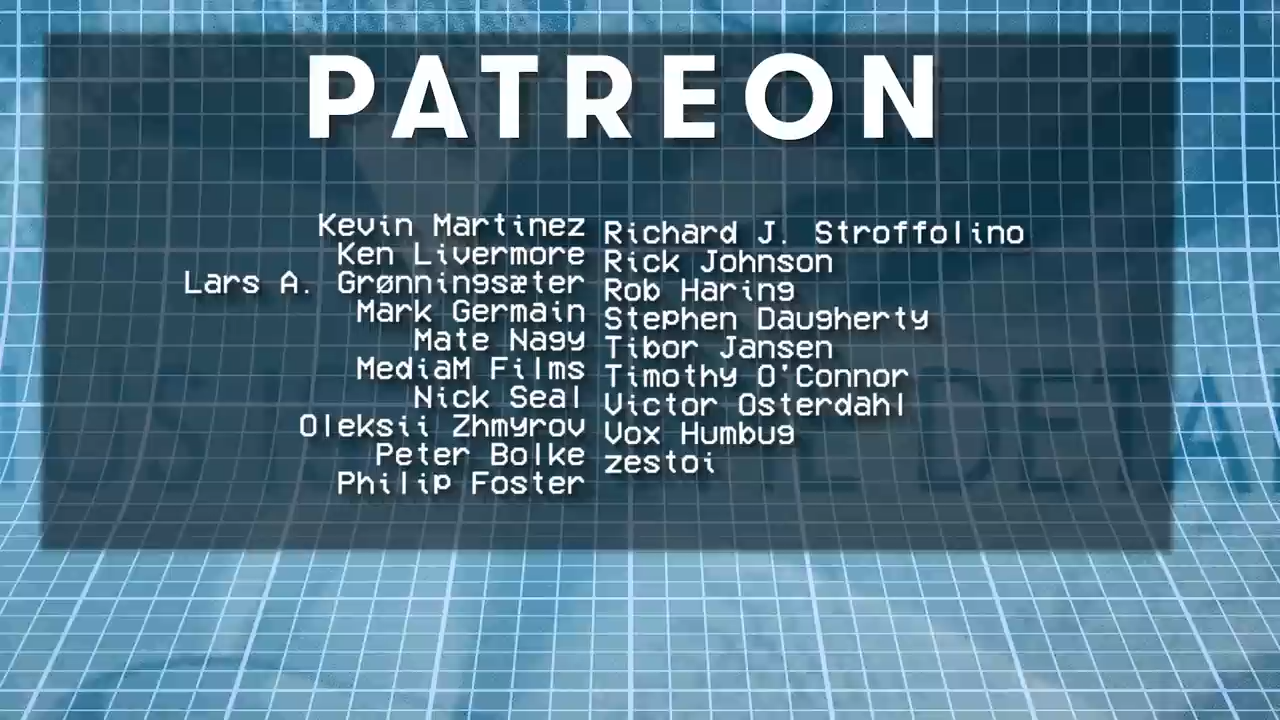 PATREON
Kevin Martinez
Ken Livermore
Lars A. Grønningsæter
Mark Germain
Mate Nagy
MediaM Films
Nick Seal
Oleksii Zhmyrov
Peter Bolke
Philip Foster
Richard J. Stroffolino
Rick Johnson
Rob Haring
Stephen Daugherty
Tibor Jansen
Timothy O'Connor
Victor Osterdahl
Vox Humbug
zestoi